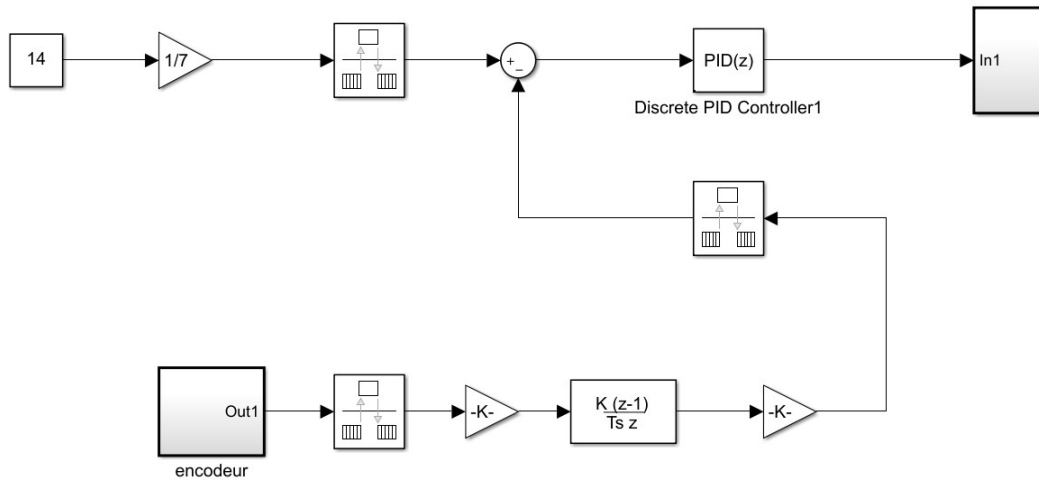 14
1/7
+
−
PID(z)
Discrete PID Controller1
In1
Out1
encodeur
-K-
K (z-1)
Ts z
-K-